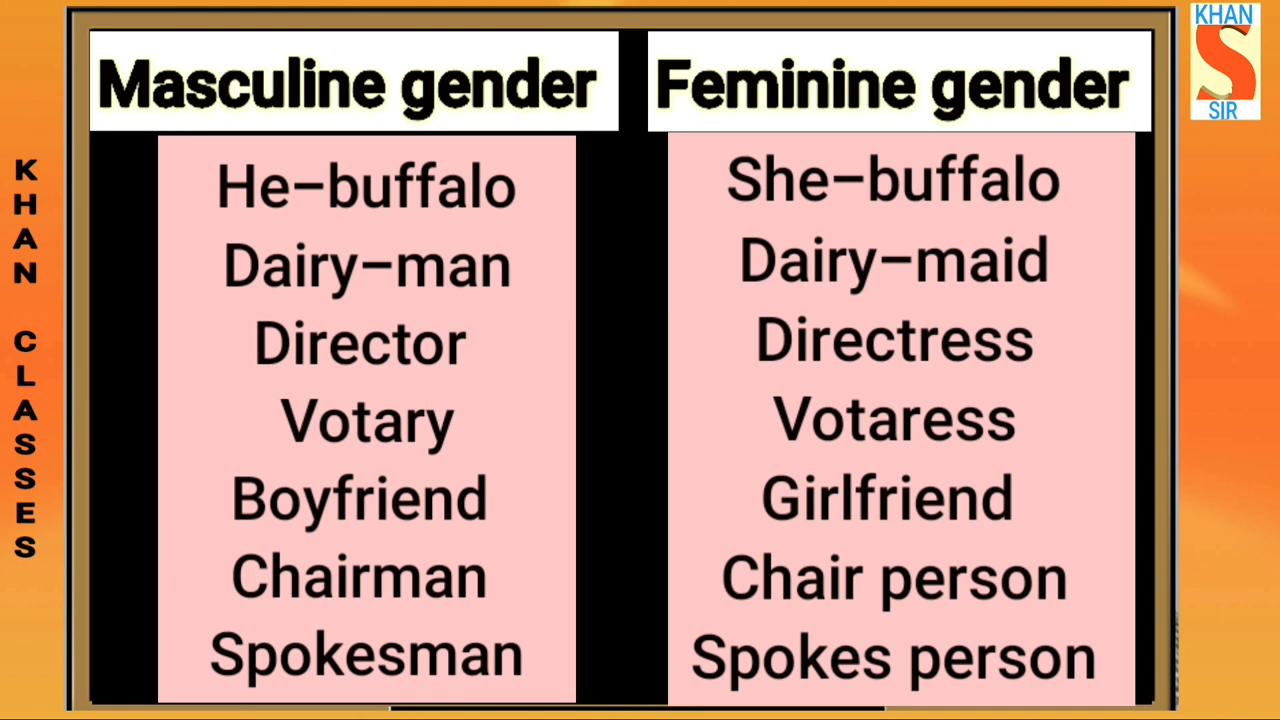 KHAN
S
SIR
KHAN CLASSES
Masculine gender Feminine gender
He–buffalo She–buffalo
Dairy–man Dairy–maid
Director Directress
Votary Votaress
Boyfriend Girlfriend
Chairman Chair person
Spokesman Spokes person